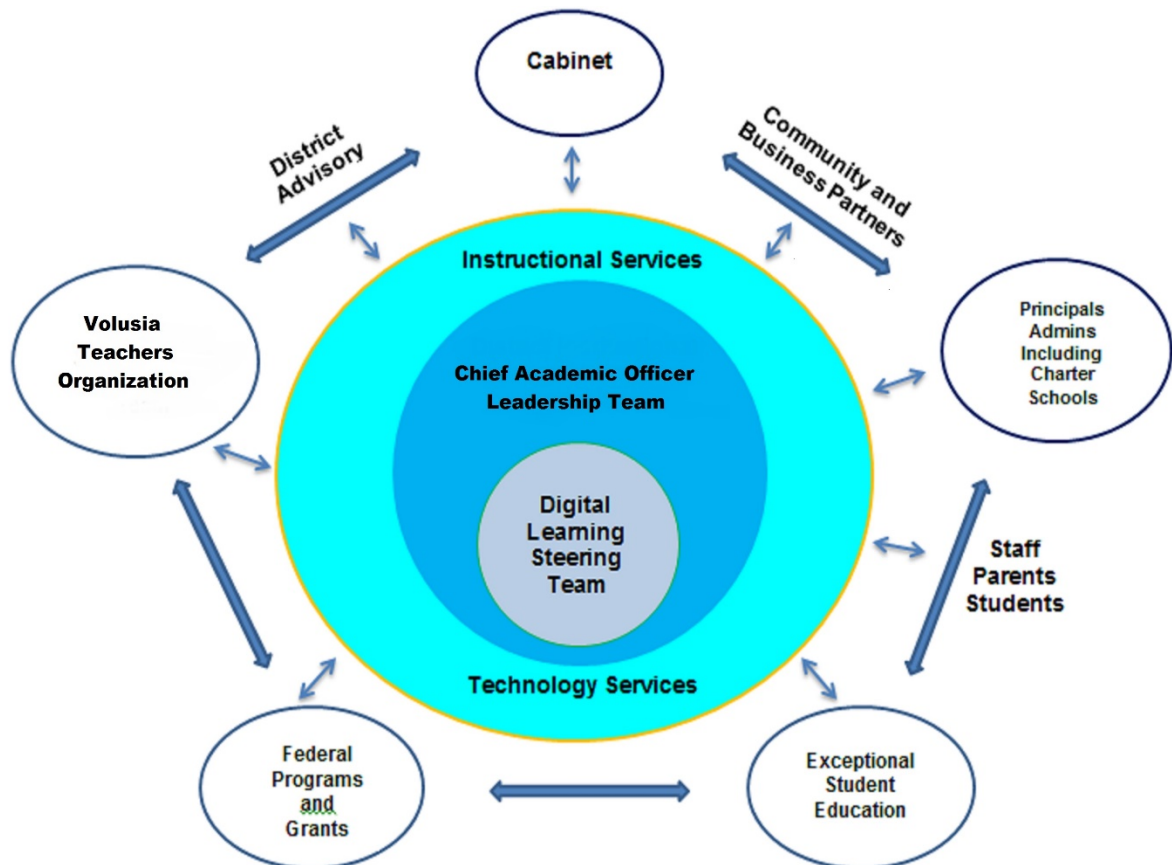 Cabinet
District
Advisory
Community and
Business Partners
Instructional Services
Volusia
Teachers
Organization
Principals
Admins
Including
Charter
Schools
Chief Academic Officer
Leadership Team
Digital
Learning
Steering
Team
Staff
Parents
Students
Technology Services
Federal
Programs
and
Grants
Exceptional
Student
Education